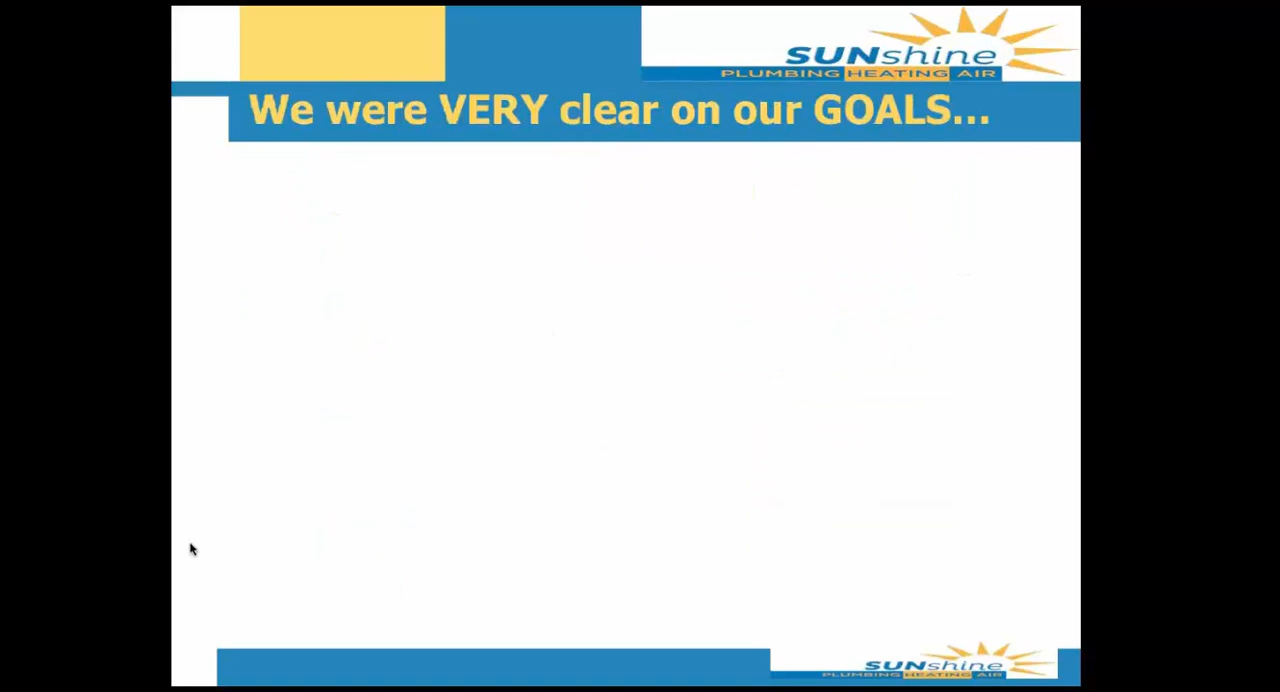 SUNshine
PLUMBING HEATING AIR
We were VERY clear on our GOALS...
SUNshine
PLUMBING HEATING AIR